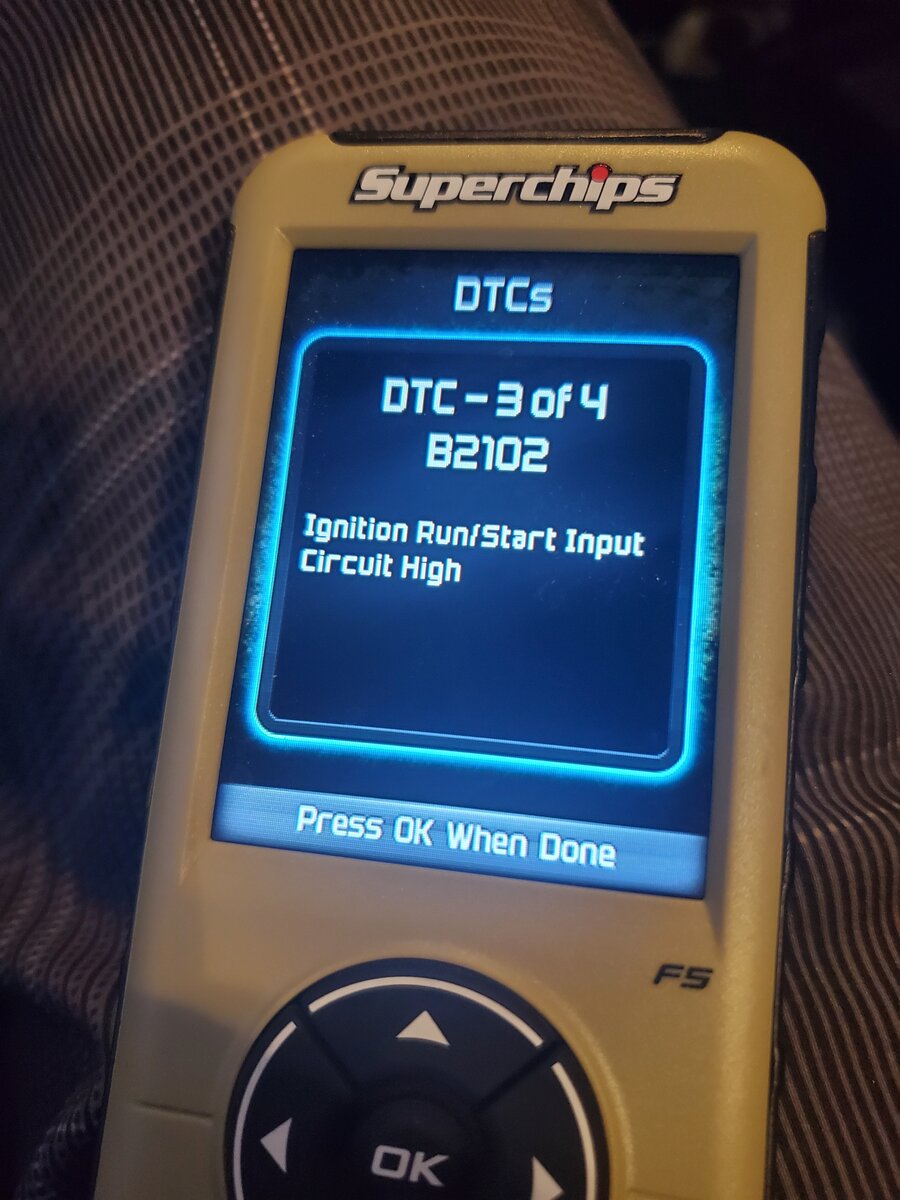 Superchips
DTCs
DTC - 3 of 4
B2102
Ignition Run/Start Input
Circuit High
Press OK When Done
F5
OK